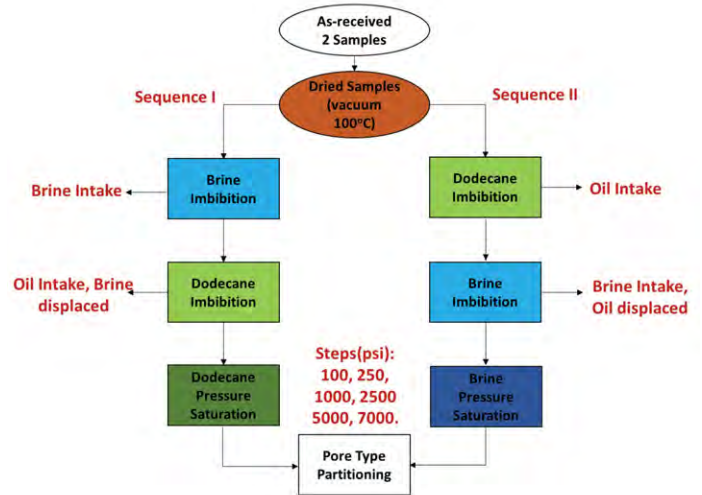 As-received
2 Samples
Dried Samples
(vacuum
100°C)
Sequence I
Sequence II
Brine
Imbibition
Brine Intake
Dodecane
Imbibition
Oil Intake
Dodecane
Imbibition
Oil Intake, Brine
displaced
Brine
Imbibition
Brine Intake,
Oil displaced
Dodecane
Pressure
Saturation
Steps(psi):
100, 250,
1000, 2500
5000, 7000.
Brine
Pressure
Saturation
Pore Type
Partitioning